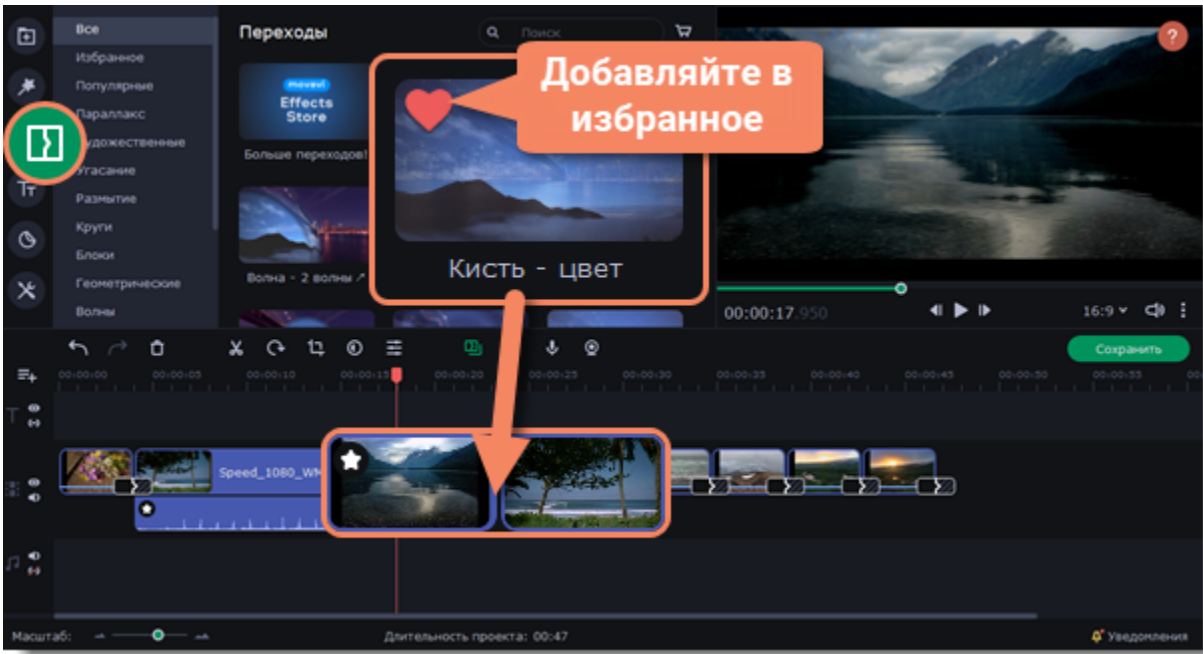 Все
Избранное
Популярные
Параллакс
удожественные
Угасание
Размытие
Круги
Блоки
Геометрические
Волны
Переходы
Поиск
movavi
Effects
Store
Больше переходов!
Волна - 2 волны
Добавляйте в
избранное
Кисть - цвет
?
00:00:17.950
16:9
Сохранить
00:00:00 00:00:05 00:00:10 00:00:15 00:00:20 00:00:25 00:00:30 00:00:35 00:00:40 00:00:45 00:00:50 00:00:55
Speed_1080_WM
Масштаб:
Длительность проекта: 00:47
Уведомления